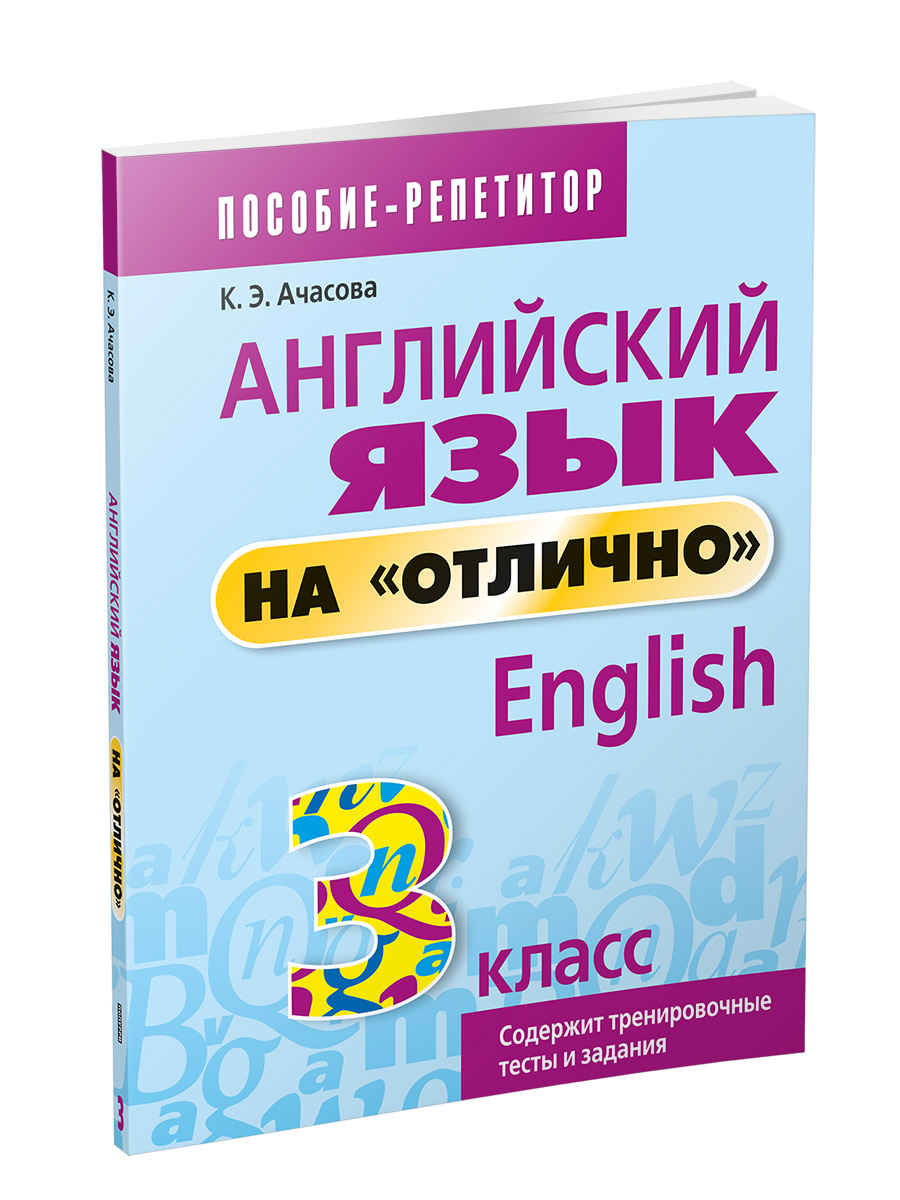 ПОСОБИЕ-РЕПЕТИТОР
К. Э. Ачасова
АНГЛИЙСКИЙ
ЯЗЫК
НА «ОТЛИЧНО»
English
3
класс
Содержит тренировочные
тесты и задания
К. Э. Ачасова
АНГЛИЙСКИЙ ЯЗЫК НА «ОТЛИЧНО»
3